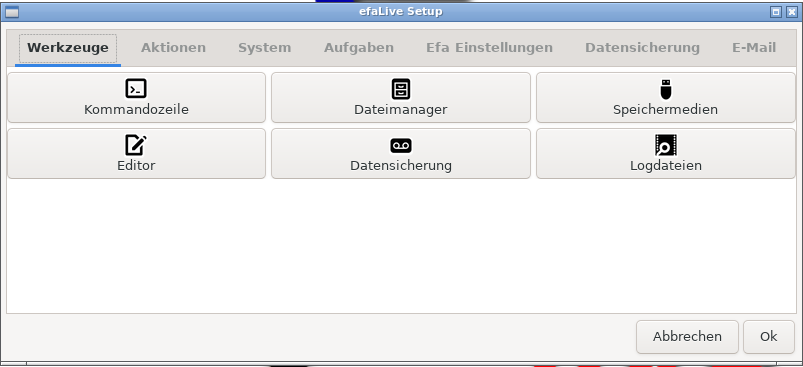 efaLive Setup
Werkzeuge Aktionen System Aufgaben Efa Einstellungen Datensicherung E-Mail
Kommandozeile Dateimanager Speichermedien
Editor Datensicherung Logdateien
Abbrechen Ok